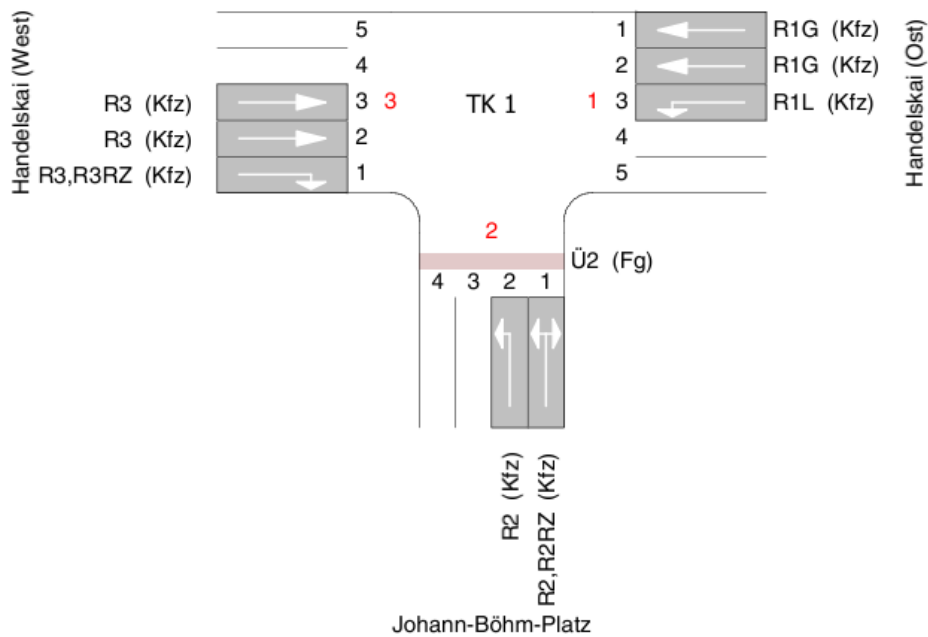 Handelskai (West)
5
4
R3 (Kfz) 3 3
R3 (Kfz) 2
R3,R3RZ (Kfz) 1
TK 1
1 R1G (Kfz)
2 R1G (Kfz)
1 3 R1L (Kfz)
4
5
Handelskai (Ost)
2
Ü2 (Fg)
4 3 2 1
R2 (Kfz)
R2,R2RZ (Kfz)
Johann-Böhm-Platz